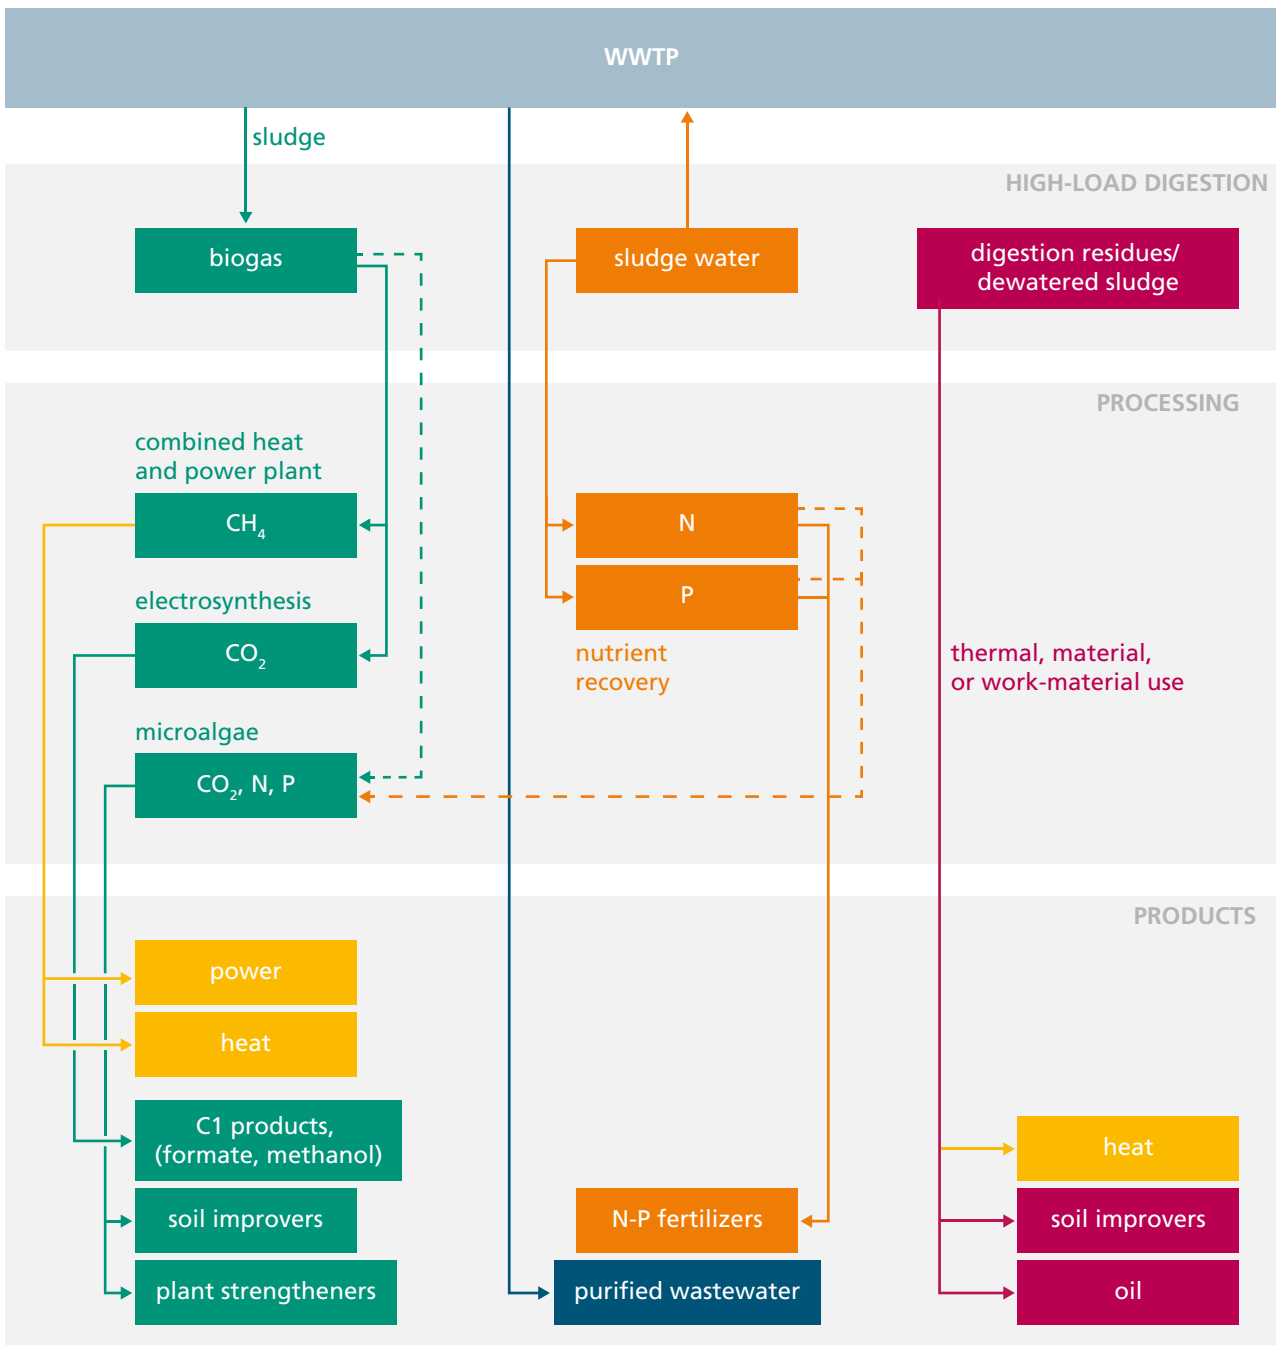 WWTP
sludge
HIGH-LOAD DIGESTION
biogas
sludge water
digestion residues/
dewatered sludge
PROCESSING
combined heat
and power plant
CH₄
N
electrosynthesis
P
CO₂
nutrient
recovery
thermal, material,
or work-material use
microalgae
CO₂, N, P
PRODUCTS
power
heat
C1 products,
(formate, methanol)
heat
soil improvers
N-P fertilizers
soil improvers
plant strengtheners
purified wastewater
oil